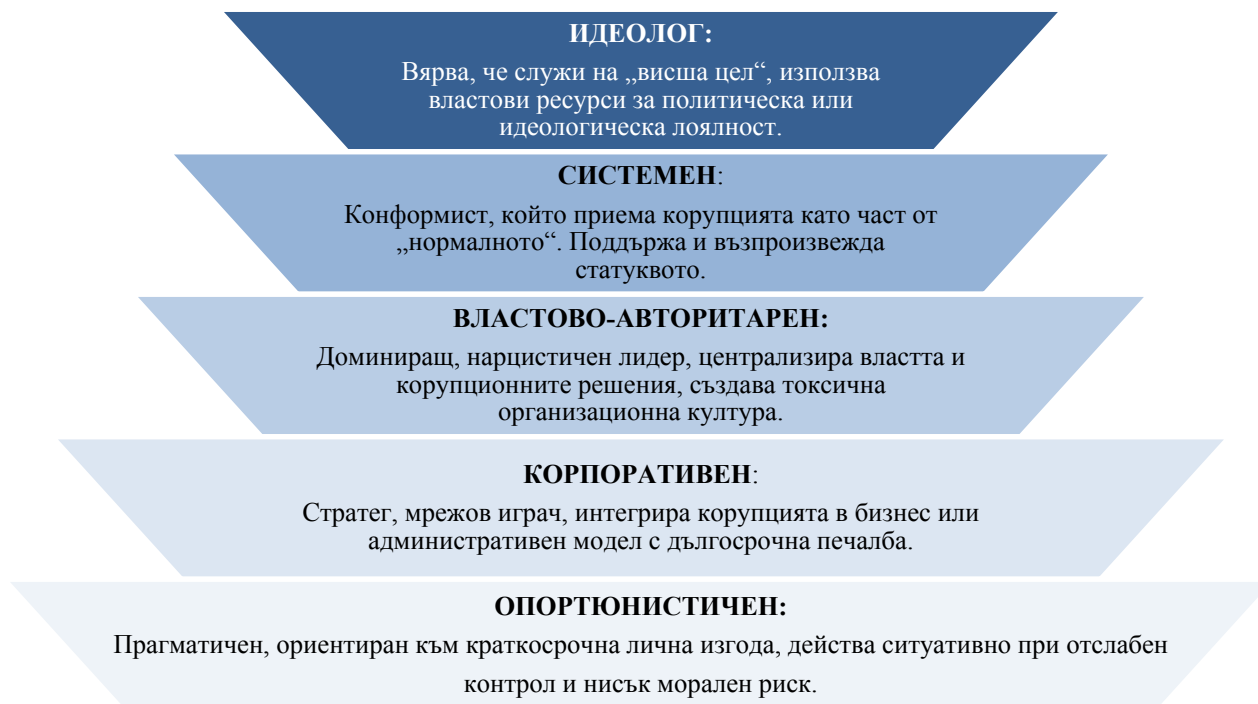 ИДЕОЛОГ:
Вярва, че служи на „висша цел“, използва
властови ресурси за политическа или
идеологическа лоялност.
СИСТЕМЕН:
Конформист, който приема корупцията като част от
„нормалното“. Поддържа и възпроизвежда
статуквото.
ВЛАСТОВО-АВТОРИТАРЕН:
Доминиращ, нарцистичен лидер, централизира властта и
корупционните решения, създава токсична
организационна култура.
КОРПОРАТИВЕН:
Стратег, мрежов играч, интегрира корупцията в бизнес или
административен модел с дългосрочна печалба.
ОПОРТЮНИСТИЧЕН:
Прагматичен, ориентиран към краткосрочна лична изгода, действа ситуативно при отслабен
контрол и нисък морален риск.